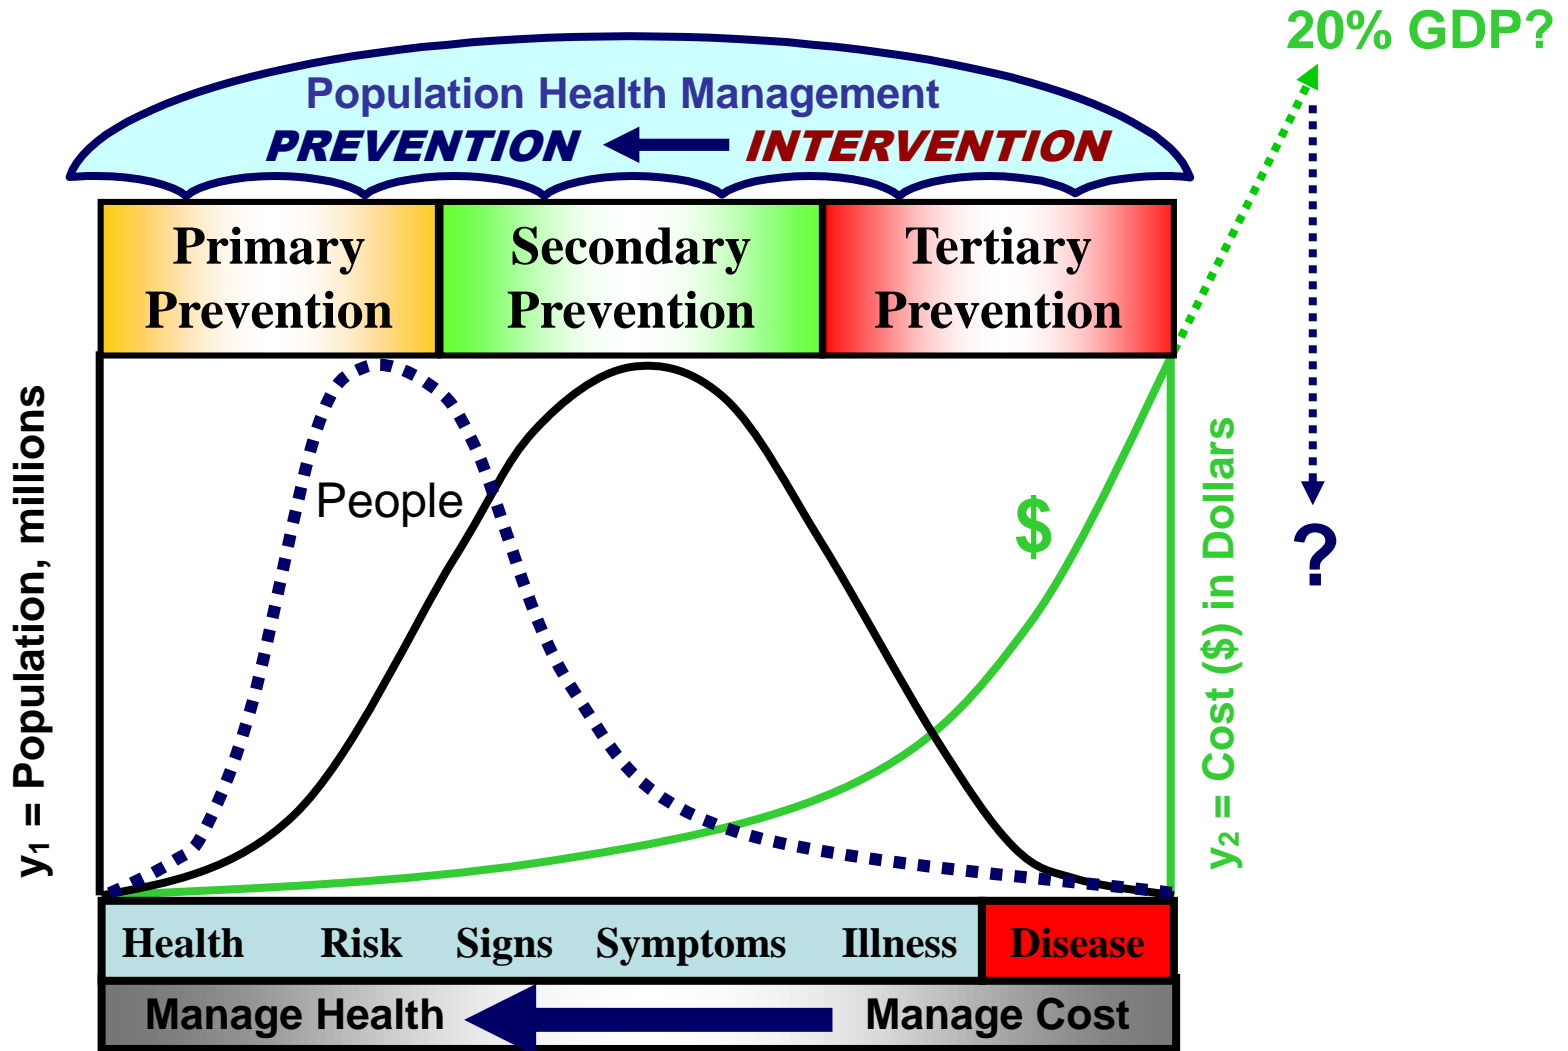 20% GDP?
Population Health Management
PREVENTION INTERVENTION
Primary Prevention
Secondary Prevention
Tertiary Prevention
y1 = Population, millions
People
$
y2 = Cost ($) in Dollars
?
Health Risk Signs Symptoms Illness Disease
Manage Health Manage Cost